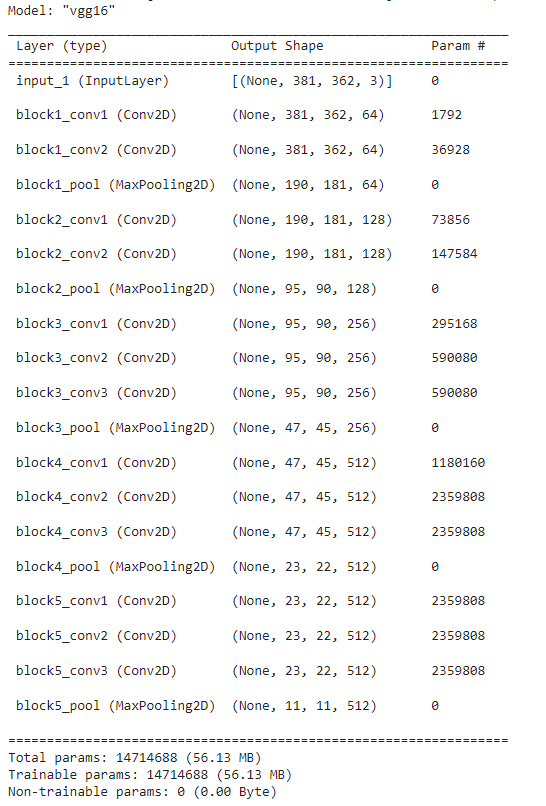 Model: "vgg16"
_________________________________________________________________
Layer (type) Output Shape Param #
=================================================================
input_1 (InputLayer) [(None, 381, 362, 3)] 0
block1_conv1 (Conv2D) (None, 381, 362, 64) 1792
block1_conv2 (Conv2D) (None, 381, 362, 64) 36928
block1_pool (MaxPooling2D) (None, 190, 181, 64) 0
block2_conv1 (Conv2D) (None, 190, 181, 128) 73856
block2_conv2 (Conv2D) (None, 190, 181, 128) 147584
block2_pool (MaxPooling2D) (None, 95, 90, 128) 0
block3_conv1 (Conv2D) (None, 95, 90, 256) 295168
block3_conv2 (Conv2D) (None, 95, 90, 256) 590080
block3_conv3 (Conv2D) (None, 95, 90, 256) 590080
block3_pool (MaxPooling2D) (None, 47, 45, 256) 0
block4_conv1 (Conv2D) (None, 47, 45, 512) 1180160
block4_conv2 (Conv2D) (None, 47, 45, 512) 2359808
block4_conv3 (Conv2D) (None, 47, 45, 512) 2359808
block4_pool (MaxPooling2D) (None, 23, 22, 512) 0
block5_conv1 (Conv2D) (None, 23, 22, 512) 2359808
block5_conv2 (Conv2D) (None, 23, 22, 512) 2359808
block5_conv3 (Conv2D) (None, 23, 22, 512) 2359808
block5_pool (MaxPooling2D) (None, 11, 11, 512) 0
=================================================================
Total params: 14714688 (56.13 MB)
Trainable params: 14714688 (56.13 MB)
Non-trainable params: 0 (0.00 Byte)